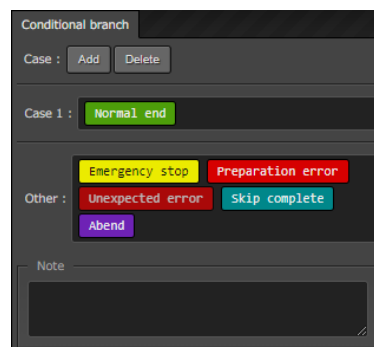 Conditional branch
Case : Add Delete
Case 1 : Normal end
Emergency stop Preparation error
Other : Unexpected error Skip complete
Abend
Note